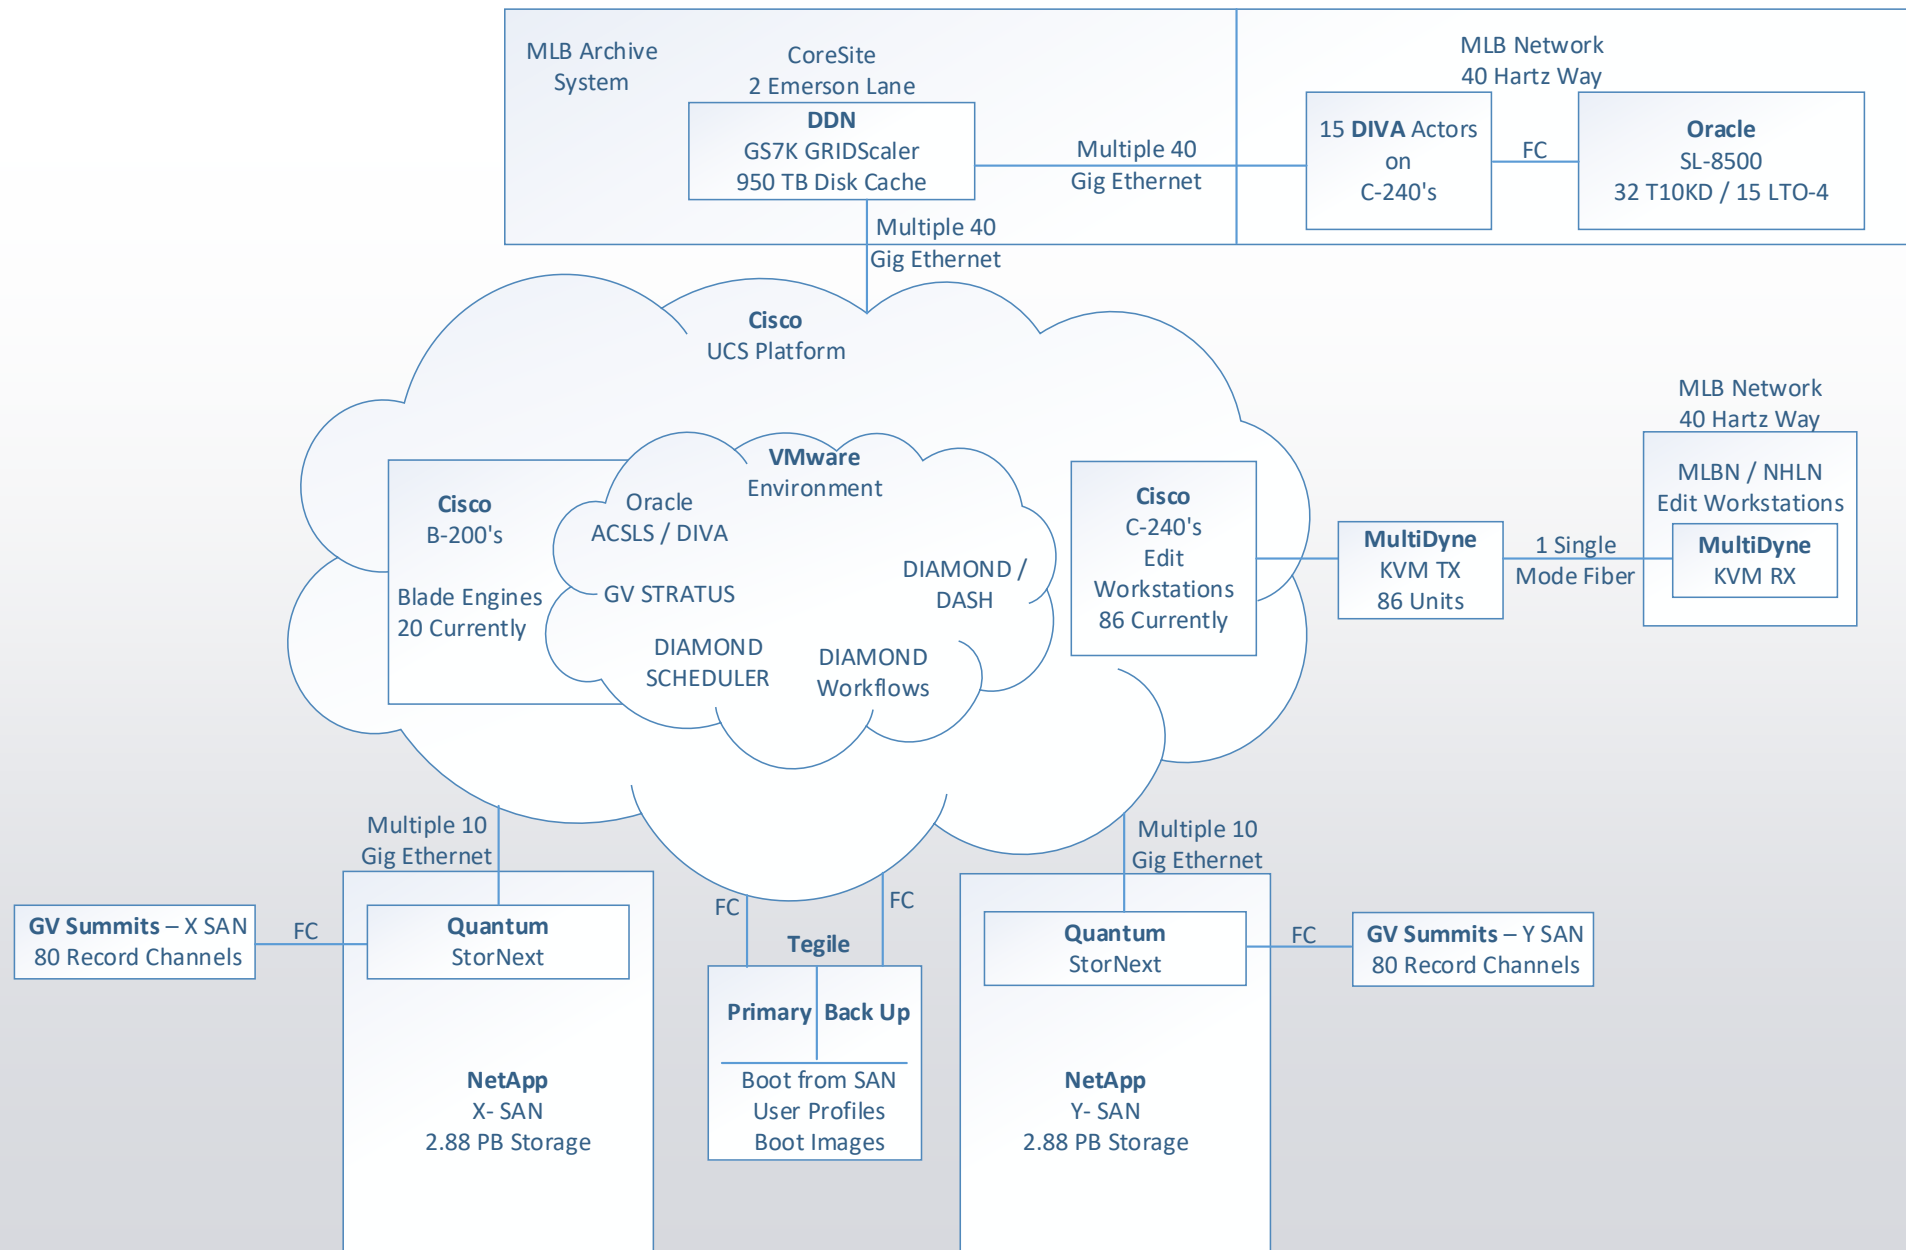 MLB Archive
System
CoreSite
2 Emerson Lane
DDN
GS7K GRIDScaler
950 TB Disk Cache
Multiple 40
Gig Ethernet
MLB Network
40 Hartz Way
15 DIVA Actors
on
C-240's
FC
Oracle
SL-8500
32 T10KD / 15 LTO-4
Multiple 40
Gig Ethernet
Cisco
UCS Platform
Cisco
B-200's
Blade Engines
20 Currently
VMware
Environment
Oracle
ACSLS / DIVA
GV STRATUS
DIAMOND /
DASH
DIAMOND
SCHEDULER
DIAMOND
Workflows
Cisco
C-240's
Edit
Workstations
86 Currently
MultiDyne
KVM TX
86 Units
1 Single
Mode Fiber
MLB Network
40 Hartz Way
MLBN / NHLN
Edit Workstations
MultiDyne
KVM RX
Multiple 10
Gig Ethernet
GV Summits – X SAN
80 Record Channels
FC
Quantum
StorNext
NetApp
X- SAN
2.88 PB Storage
FC
FC
Tegile
Primary
Back Up
Boot from SAN
User Profiles
Boot Images
Multiple 10
Gig Ethernet
Quantum
StorNext
FC
GV Summits – Y SAN
80 Record Channels
NetApp
Y- SAN
2.88 PB Storage